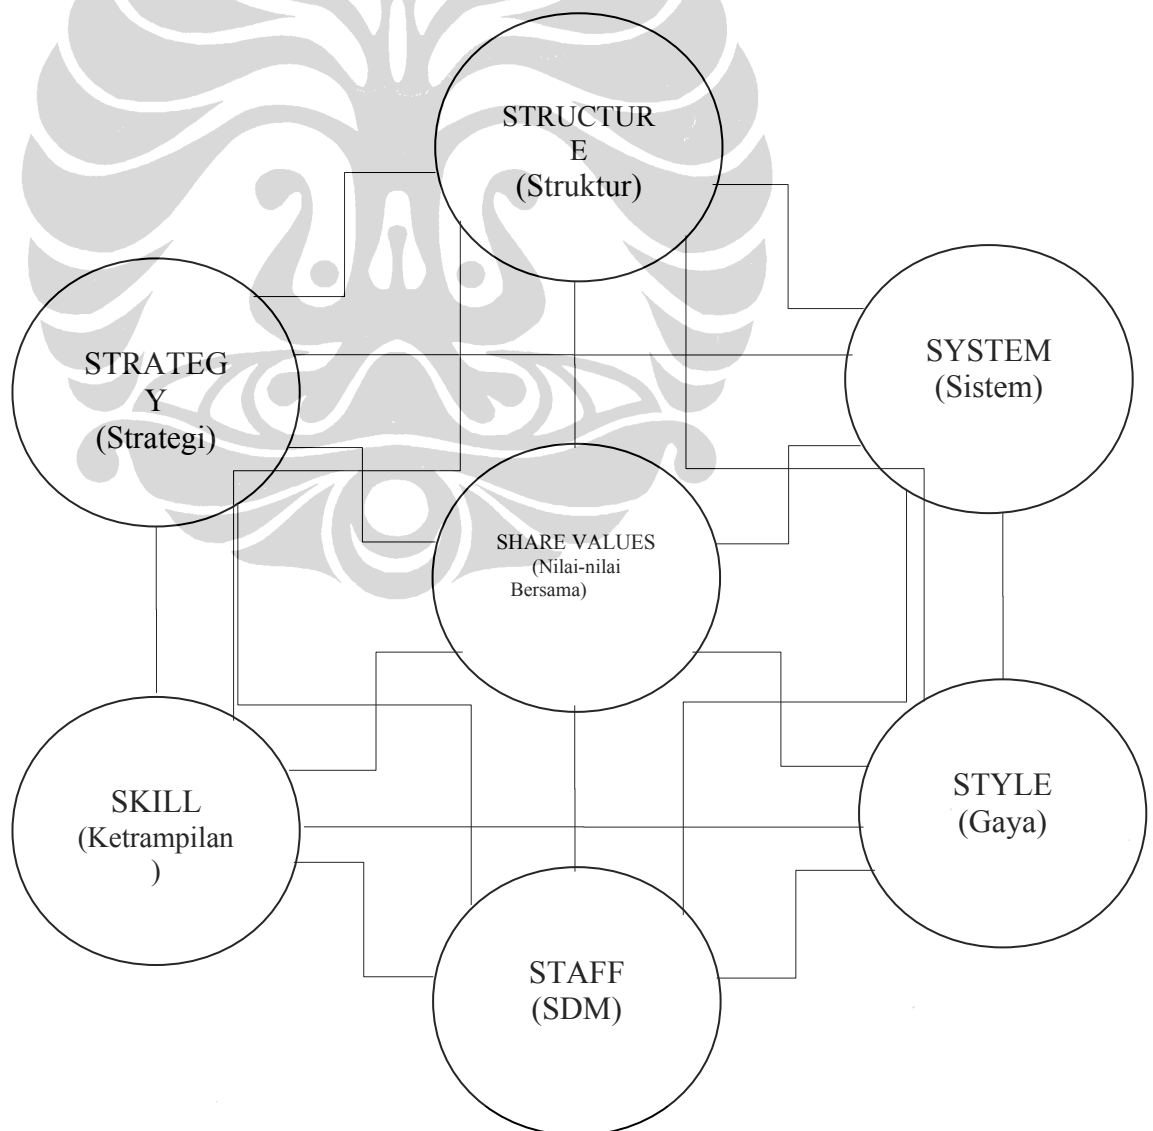 STRUCTUR
E
(Struktur)
STRATEG
Y
(Strategi)
SYSTEM
(Sistem)
SHARE VALUES
(Nilai-nilai
Bersama)
SKILL
(Ketrampilan
)
STYLE
(Gaya)
STAFF
(SDM)